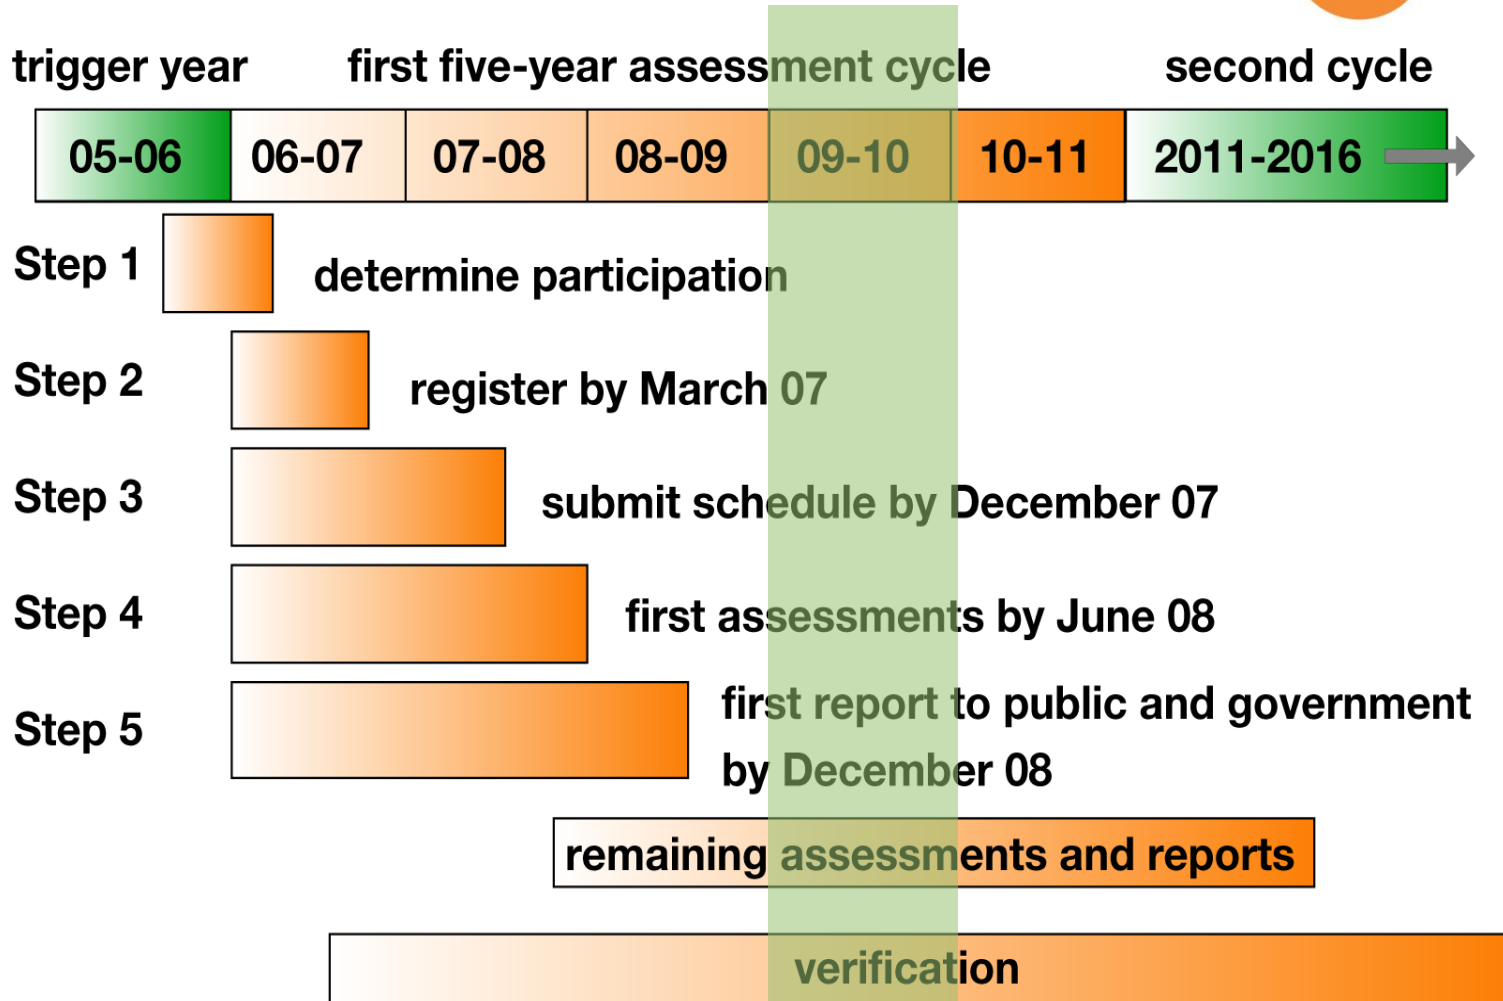 trigger year first five-year assessment cycle second cycle
05-06 06-07 07-08 08-09 09-10 10-11 2011-2016
Step 1 determine participation
Step 2 register by March 07
Step 3 submit schedule by December 07
Step 4 first assessments by June 08
Step 5 first report to public and government
by December 08
remaining assessments and reports
verification